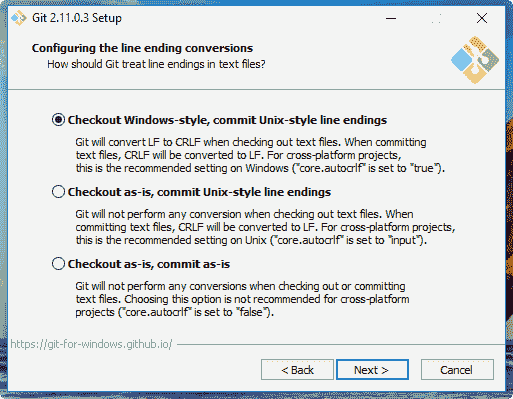 Git 2.11.0.3 Setup
Configuring the line ending conversions
How should Git treat line endings in text files?
Checkout Windows-style, commit Unix-style line endings
Git will convert LF to CRLF when checking out text files. When committing
text files, CRLF will be converted to LF. For cross-platform projects,
this is the recommended setting on Windows ("core.autocrlf" is set to "true").
Checkout as-is, commit Unix-style line endings
Git will not perform any conversion when checking out text files. When
committing text files, CRLF will be converted to LF. For cross-platform projects,
this is the recommended setting on Unix ("core.autocrlf" is set to "input").
Checkout as-is, commit as-is
Git will not perform any conversions when checking out or committing
text files. Choosing this option is not recommended for cross-platform
projects ("core.autocrlf" is set to "false").
https://git-for-windows.github.io/
< Back Next > Cancel